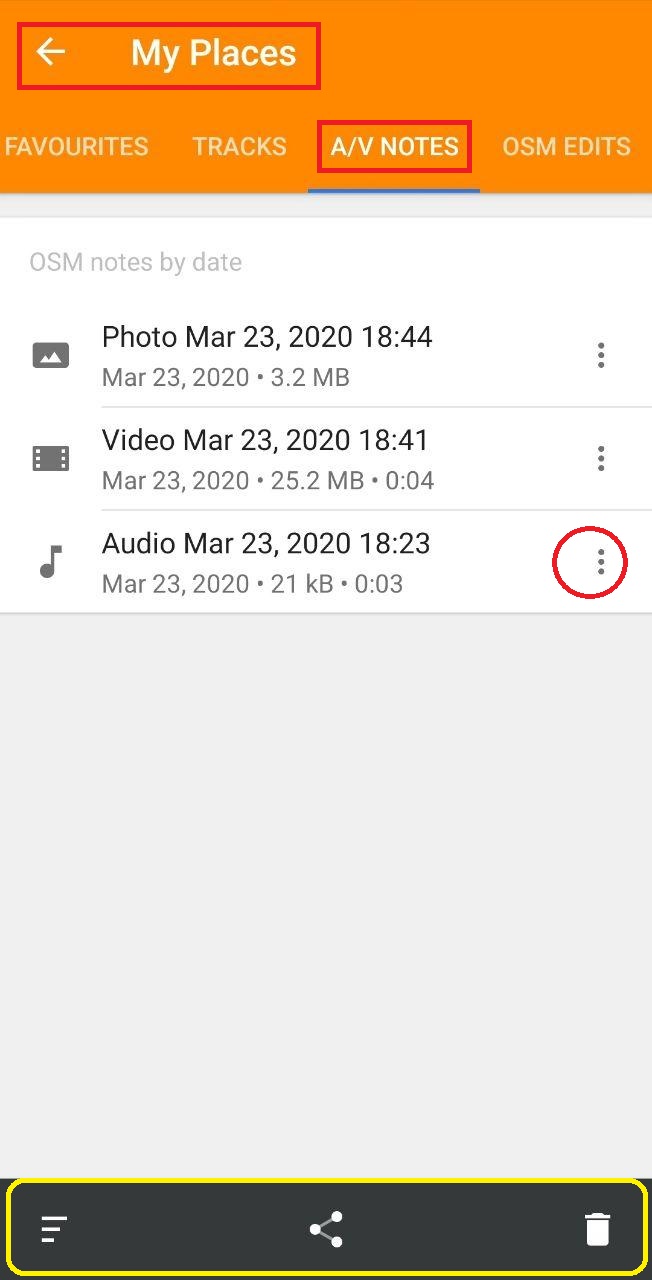 My Places
FAVOURITES TRACKS A/V NOTES OSM EDITS
OSM notes by date
Photo Mar 23, 2020 18:44
Mar 23, 2020 • 3.2 MB
Video Mar 23, 2020 18:41
Mar 23, 2020 • 25.2 MB • 0:04
Audio Mar 23, 2020 18:23
Mar 23, 2020 • 21 kB • 0:03